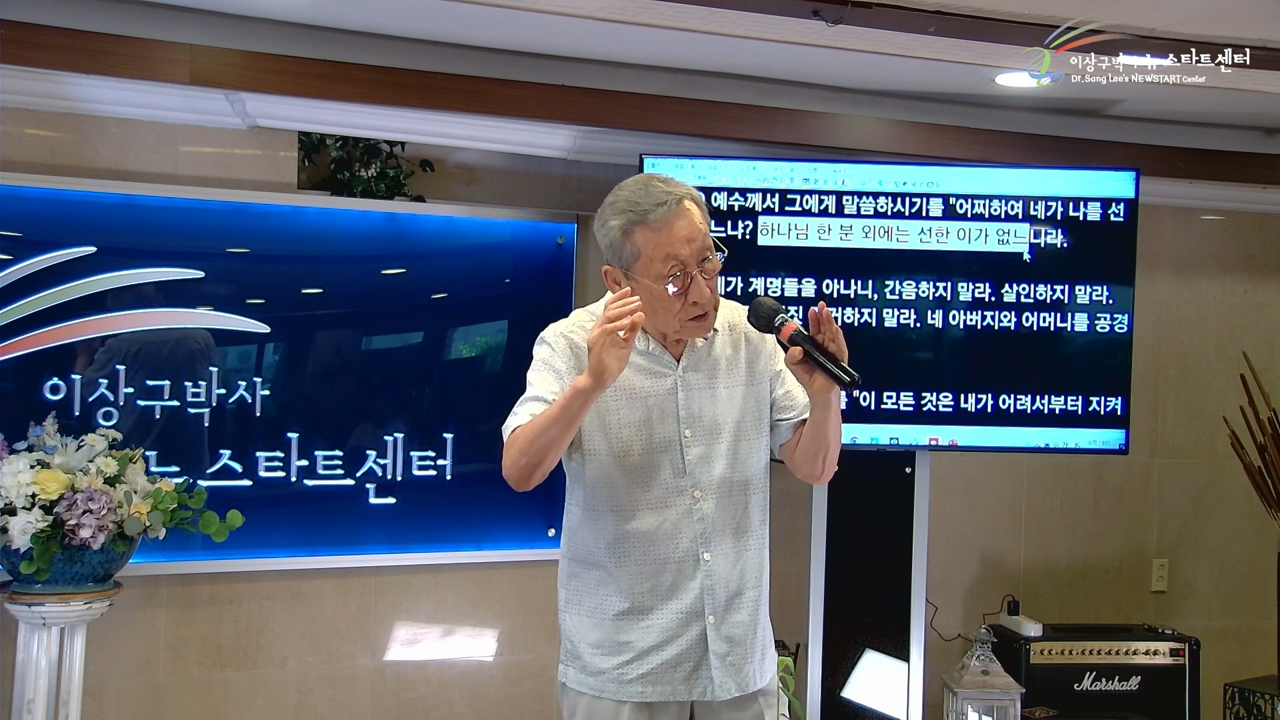 이상구박사 뉴스타트센터
Dr. Sang Lee's NEWSTART Center
예수께서 그에게 말씀하시기를 "어찌하여 네가 나를 선
느냐? 하나님 한 분 외에는 선한 이가 없느니라.
네가 계명들을 아나니, 간음하지 말라. 살인하지 말라.
거하지 말라. 네 아버지와 어머니를 공경
"이 모든 것은 내가 어려서부터 지켜
이상구박사
뉴스타트센터
Marshall